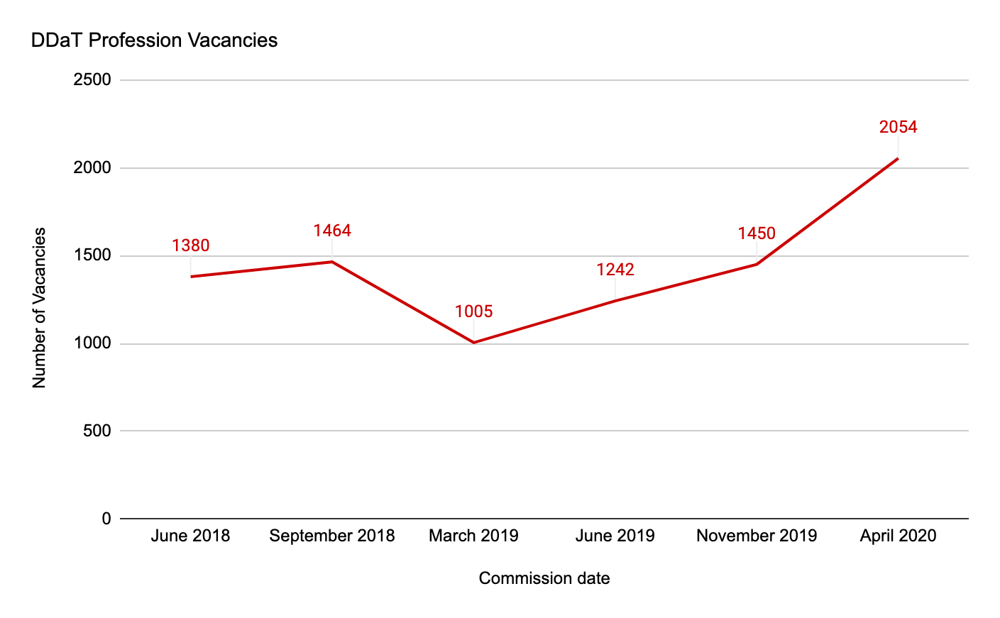 DDaT Profession Vacancies
2500
2000
1500
1000
500
0
Number of Vacancies
1380
1464
1005
1242
1450
2054
June 2018
September 2018
March 2019
June 2019
November 2019
April 2020
Commission date